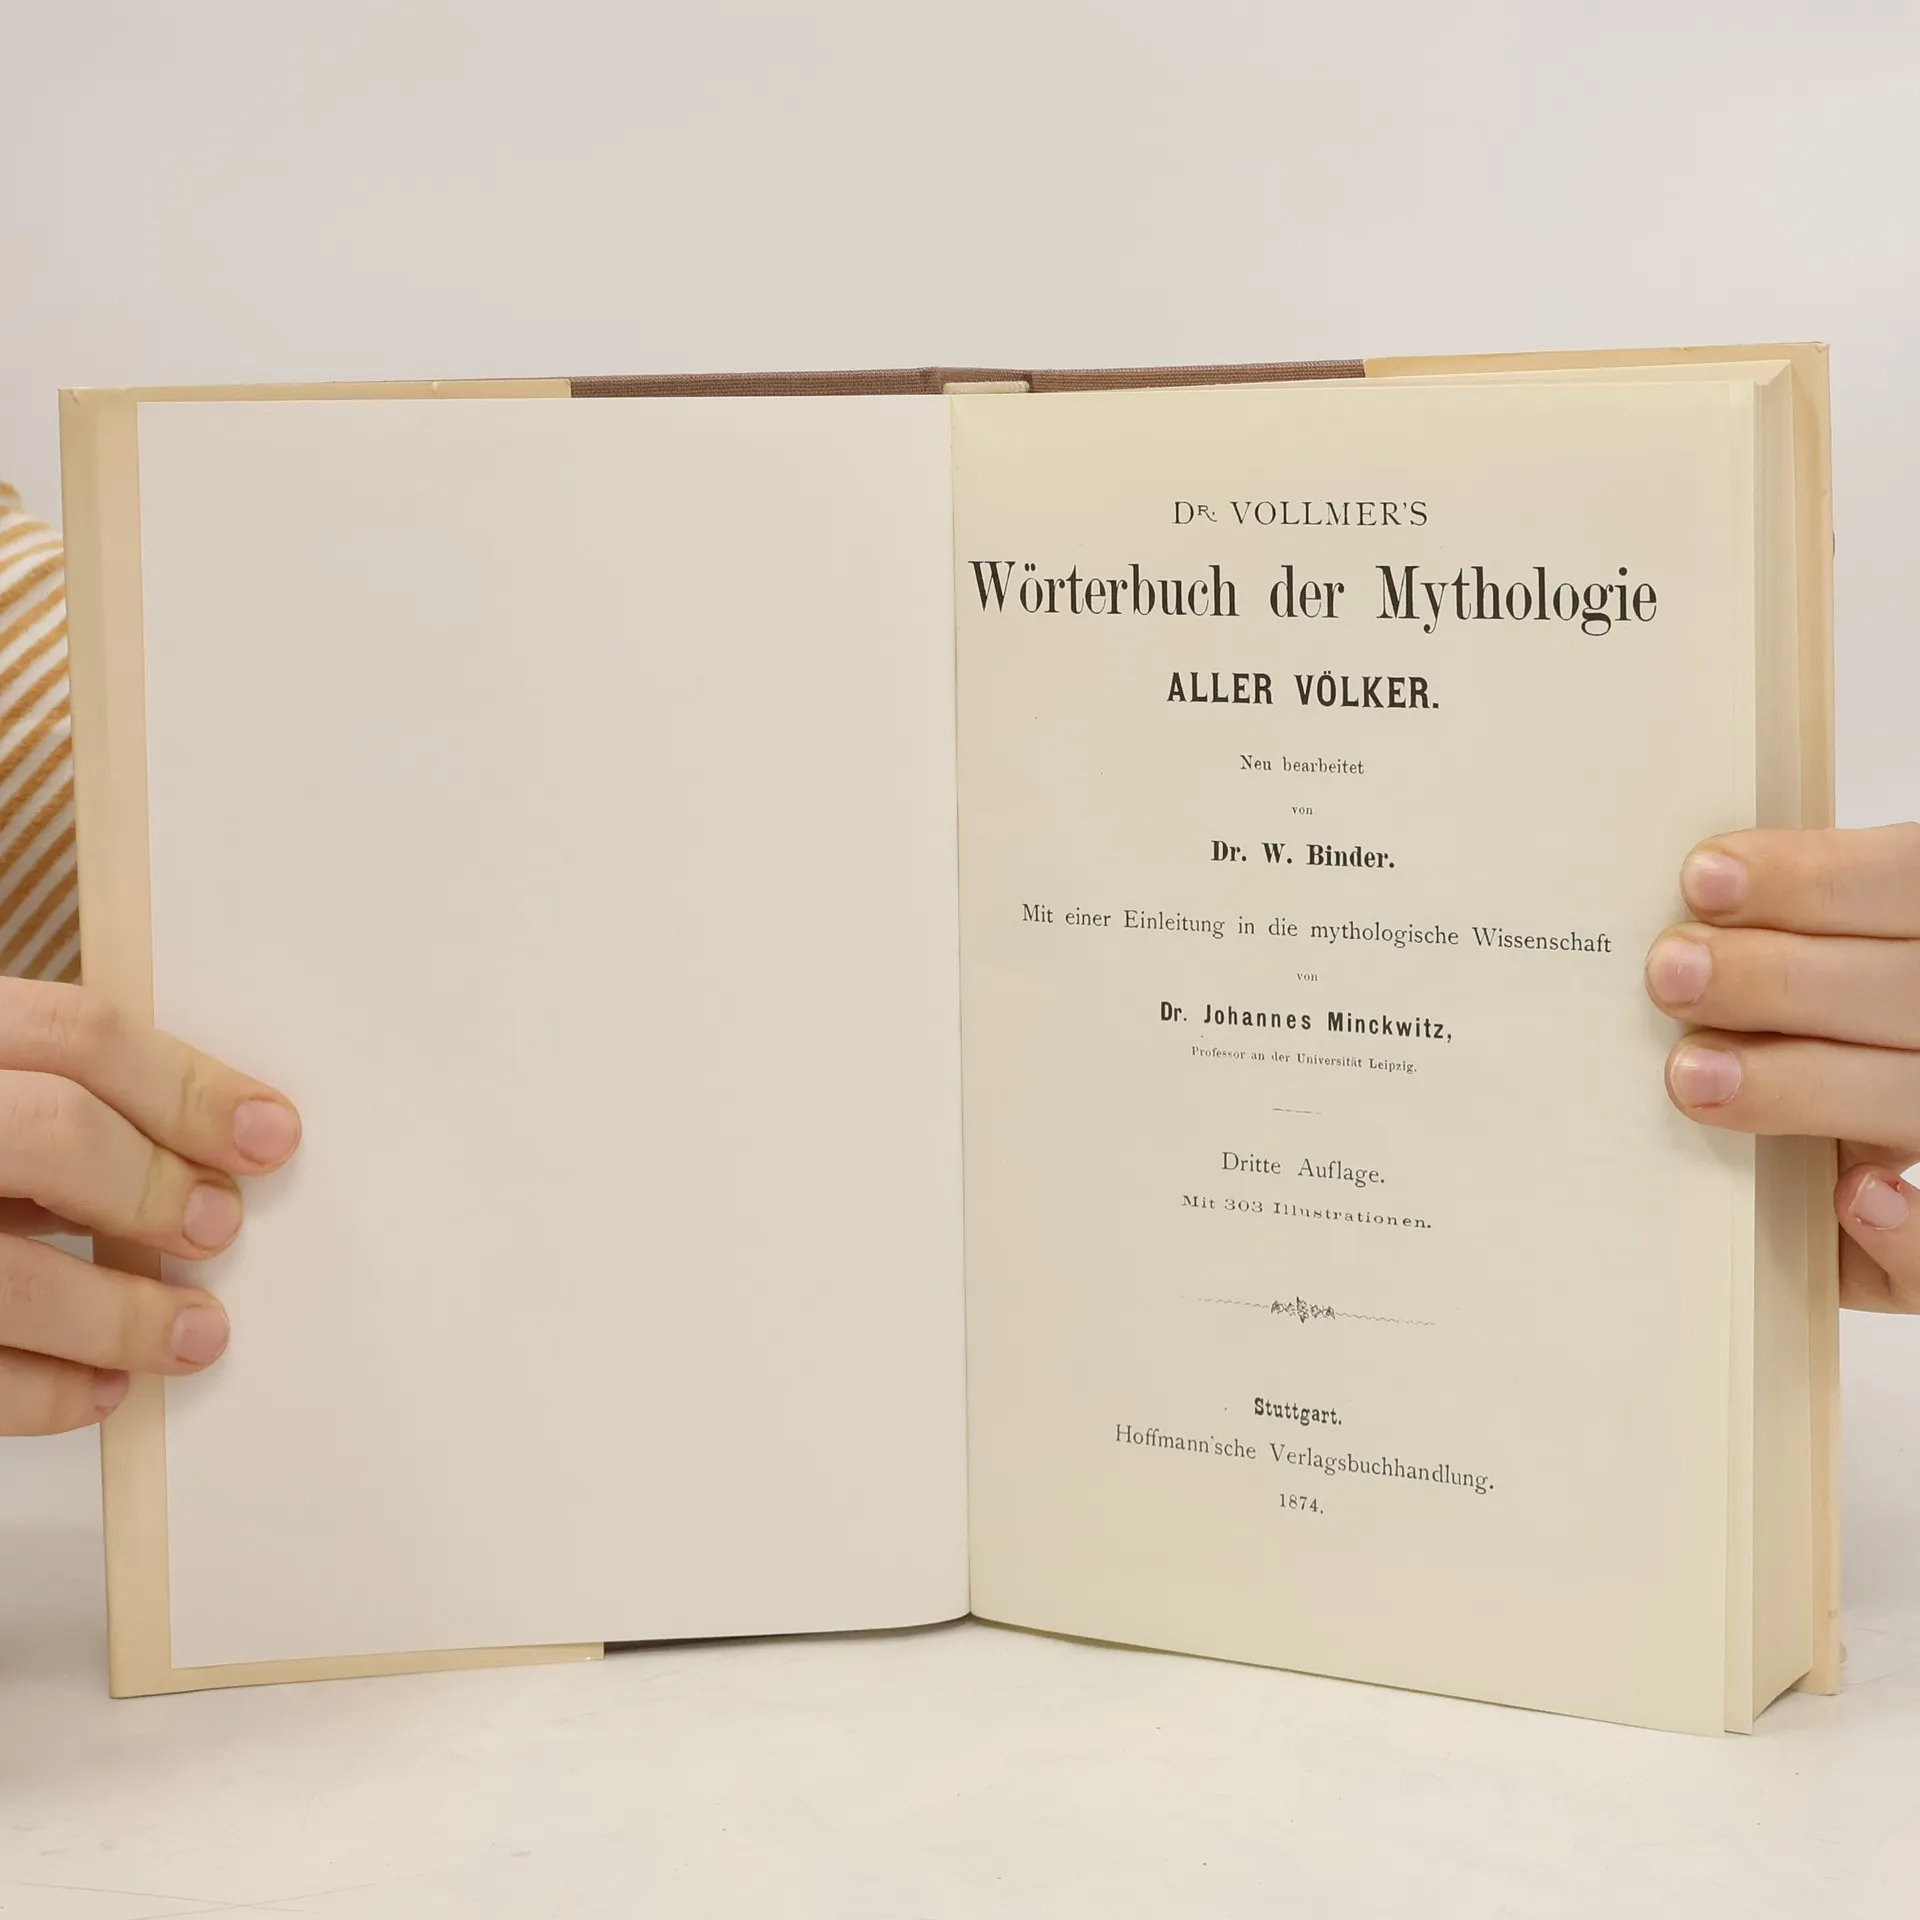 DR. VOLLMER'S
Wörterbuch der Mythologie
ALLER VÖLKER.
Neu bearbeitet
von
Dr. W. Binder.
Mit einer Einleitung in die mythologische Wissenschaft
von
Dr. Johannes Minckwitz,
Professor an der Universität Leipzig.
Dritte Auflage.
Mit 303 Illustrationen.
Stuttgart.
Hoffmann'sche Verlagsbuchhandlung.
1874.